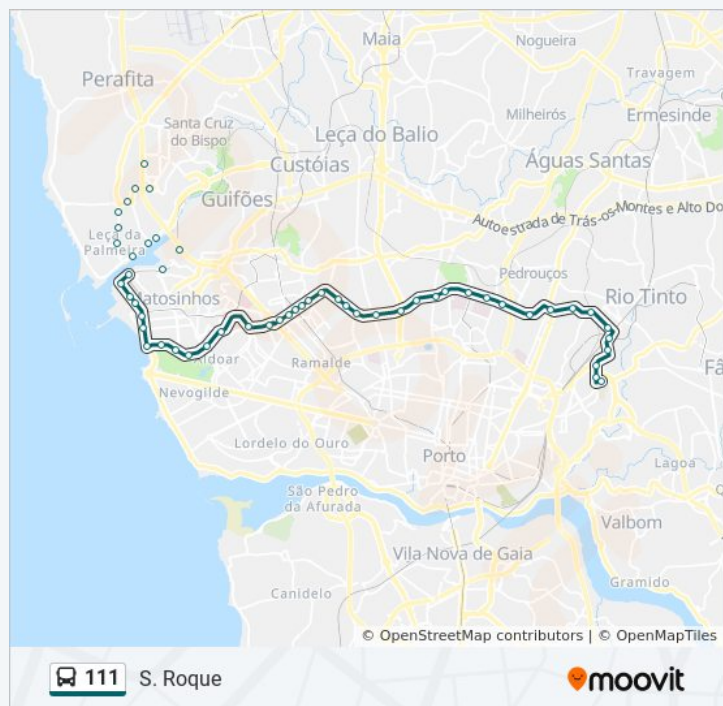 Maia
Nogueira
Perafita
Travagem
Milheirós
Ermesinde
Santa Cruz
do Bispo
Leça do Balio
Custóias
Águas Santas
Guifões
Autoestrada de Trás-os-Montes e Alto Do
Leça da
Palmeira
Pedrouços
Matosinhos
Rio Tinto
Aldoar
Ramalde
Fâ
Nevogilde
Lordelo do Ouro
Porto
Lagoa
São Pedro
da Afurada
Valbom
Vila Nova de Gaia
Gramido
Canidelo
© OpenStreetMap contributors | © OpenMapTiles
111 S. Roque
moovit